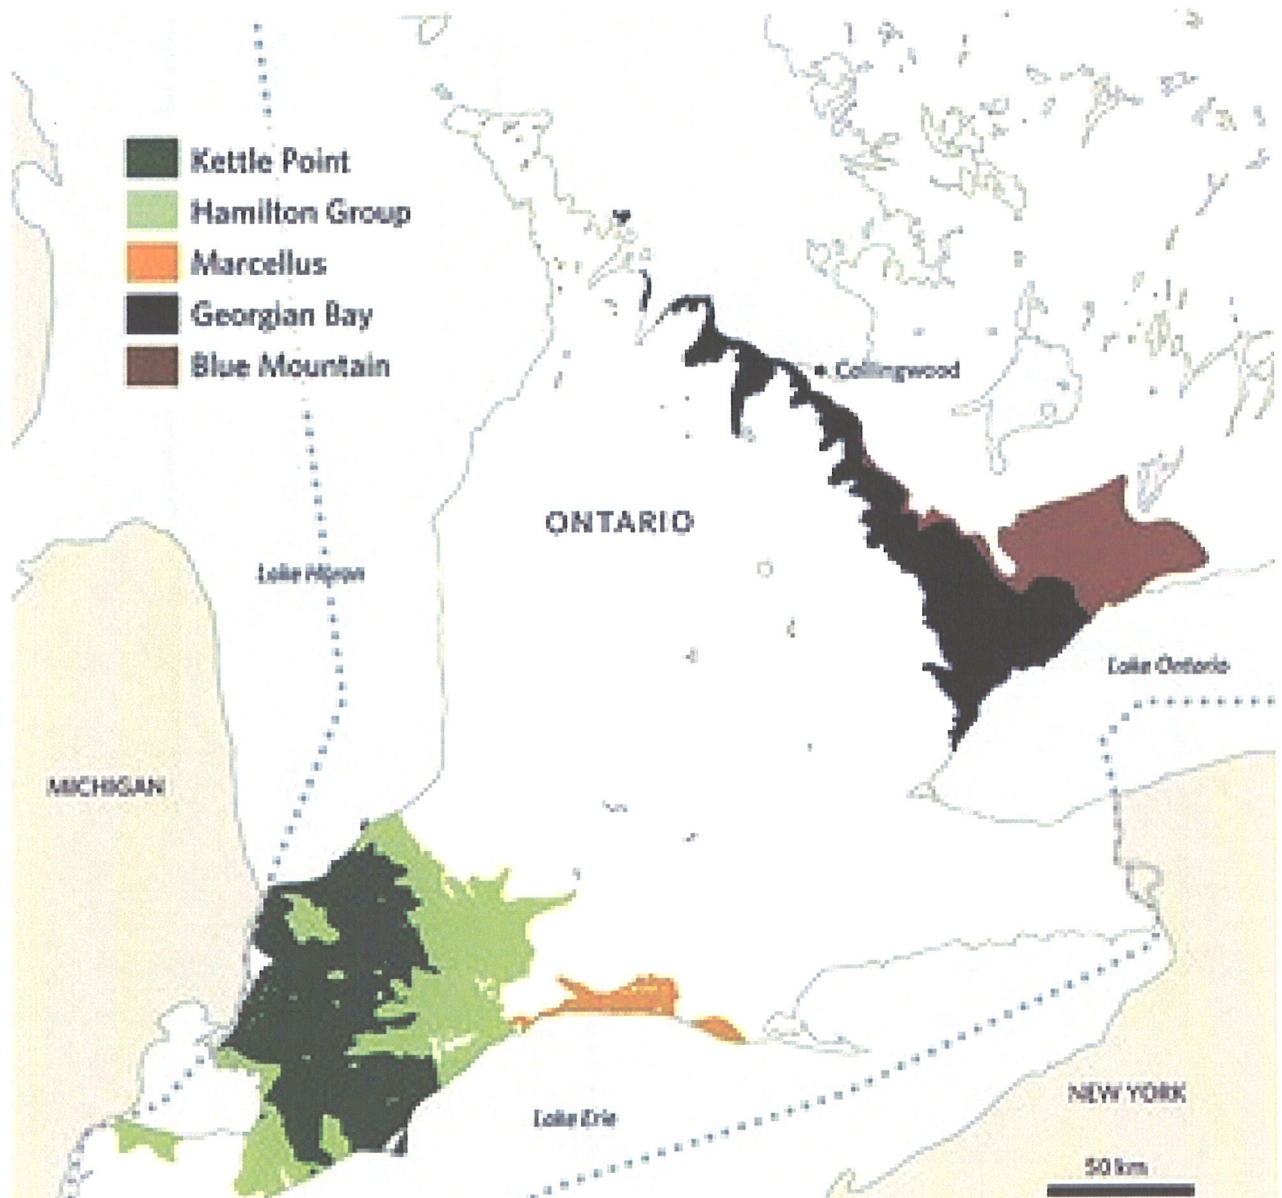 Kettle Point
Hamilton Group
Marcellus
Georgian Bay
Blue Mountain
Collingwood
ONTARIO
Lake Huron
Lake Ontario
MICHIGAN
NEW YORK
Lake Erie
50 km